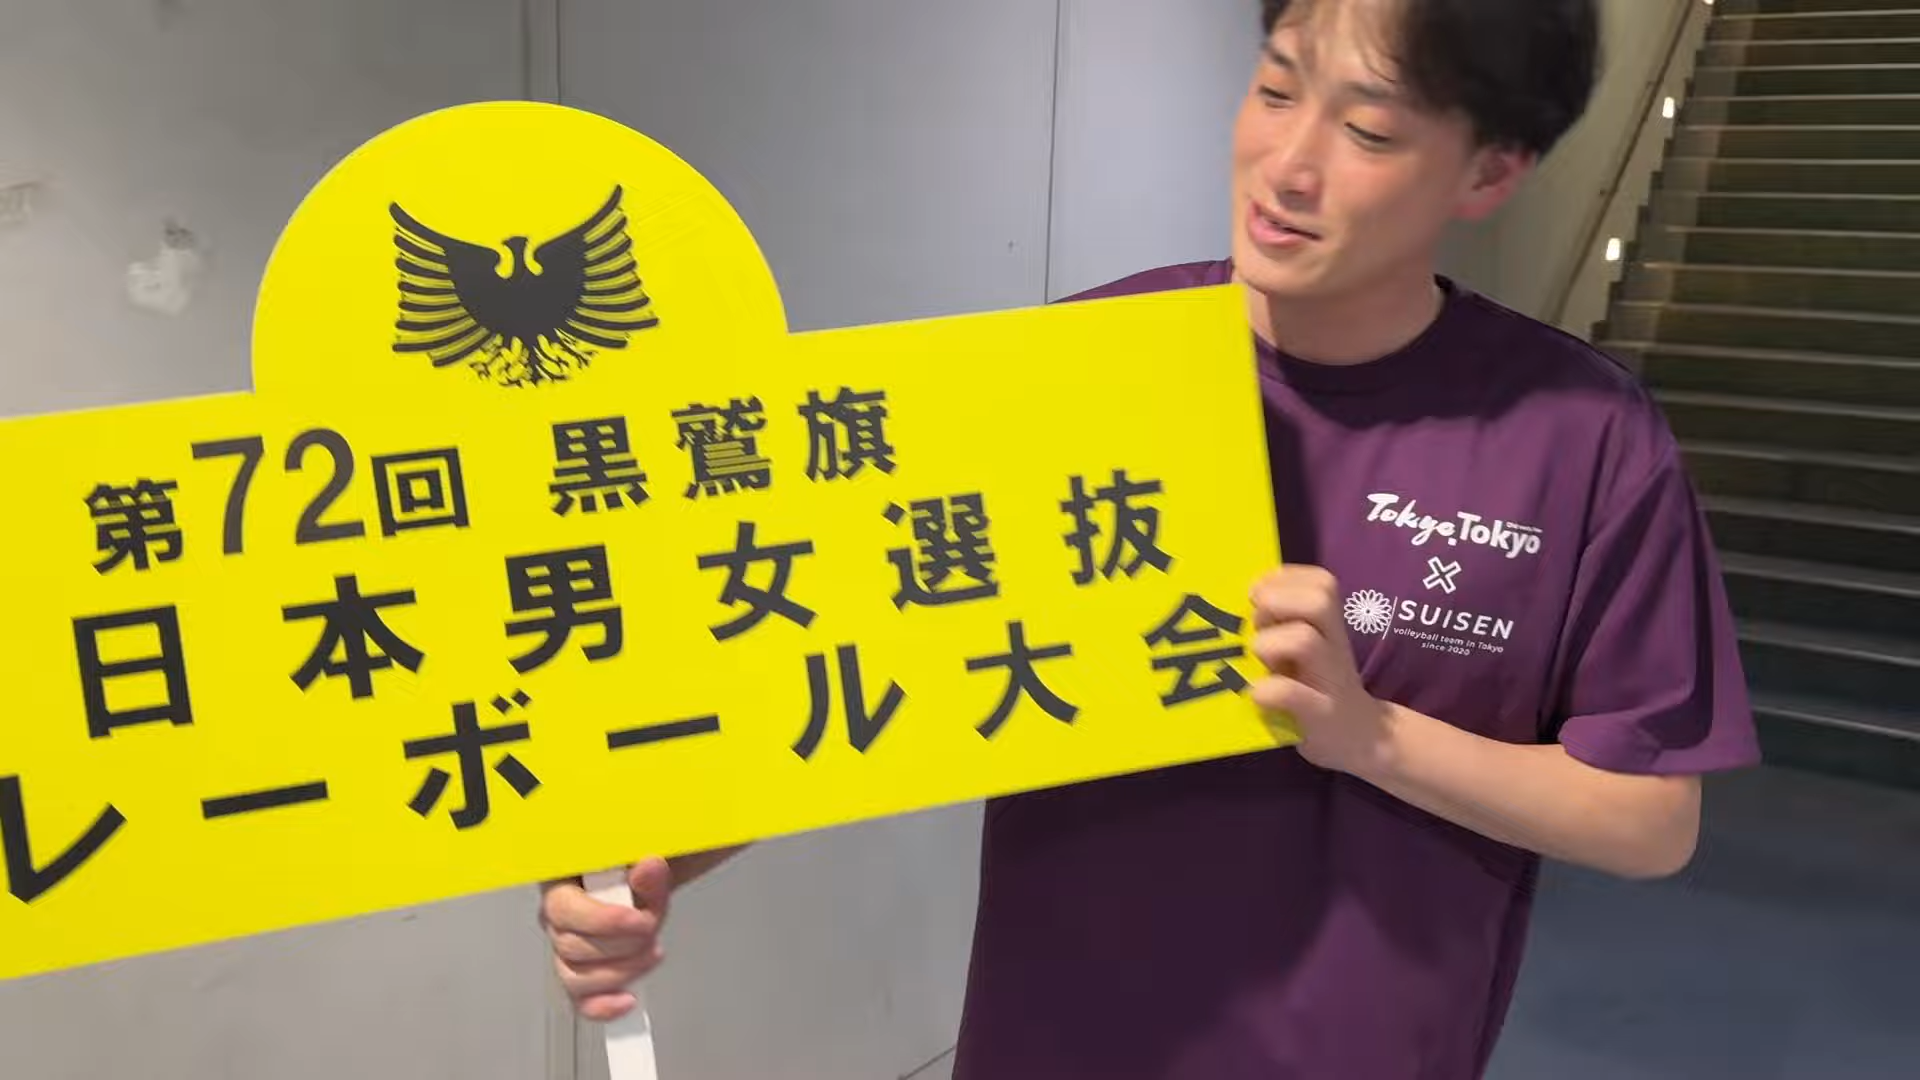 第72回 黒鷲旗
日本男女選抜
レーボール大会
Tokyo Tokyo
×
SUISEN
volleyball team in Tokyo
since 2020